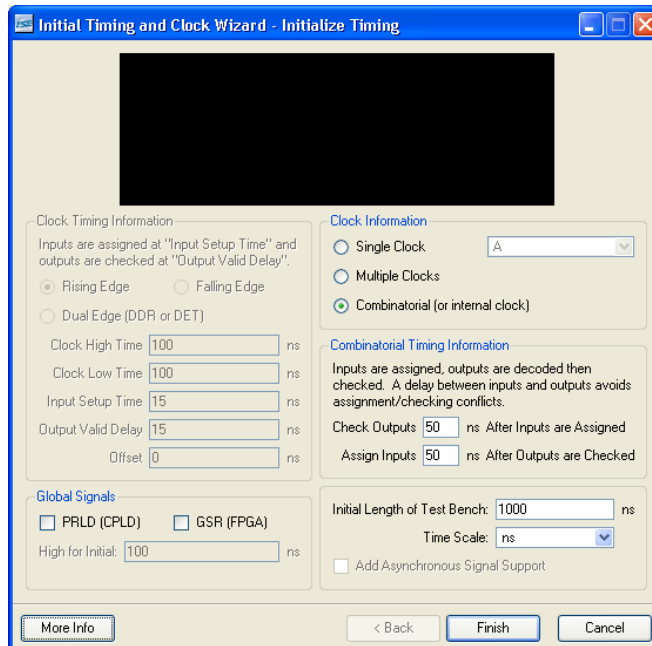 Initial Timing and Clock Wizard - Initialize Timing
Clock Timing Information
Inputs are assigned at "Input Setup Time" and
outputs are checked at "Output Valid Delay".
Rising Edge Falling Edge
Dual Edge (DDR or DET)
Clock High Time 100 ns
Clock Low Time 100 ns
Input Setup Time 15 ns
Output Valid Delay 15 ns
Offset 0 ns
Global Signals
PRLD (CPLD) GSR (FPGA)
High for Initial: 100 ns
Clock Information
Single Clock A
Multiple Clocks
Combinatorial (or internal clock)
Combinatorial Timing Information
Inputs are assigned, outputs are decoded then
checked. A delay between inputs and outputs avoids
assignment/checking conflicts.
Check Outputs 50 ns After Inputs are Assigned
Assign Inputs 50 ns After Outputs are Checked
Initial Length of Test Bench: 1000 ns
Time Scale: ns
Add Asynchronous Signal Support
More Info < Back Finish Cancel